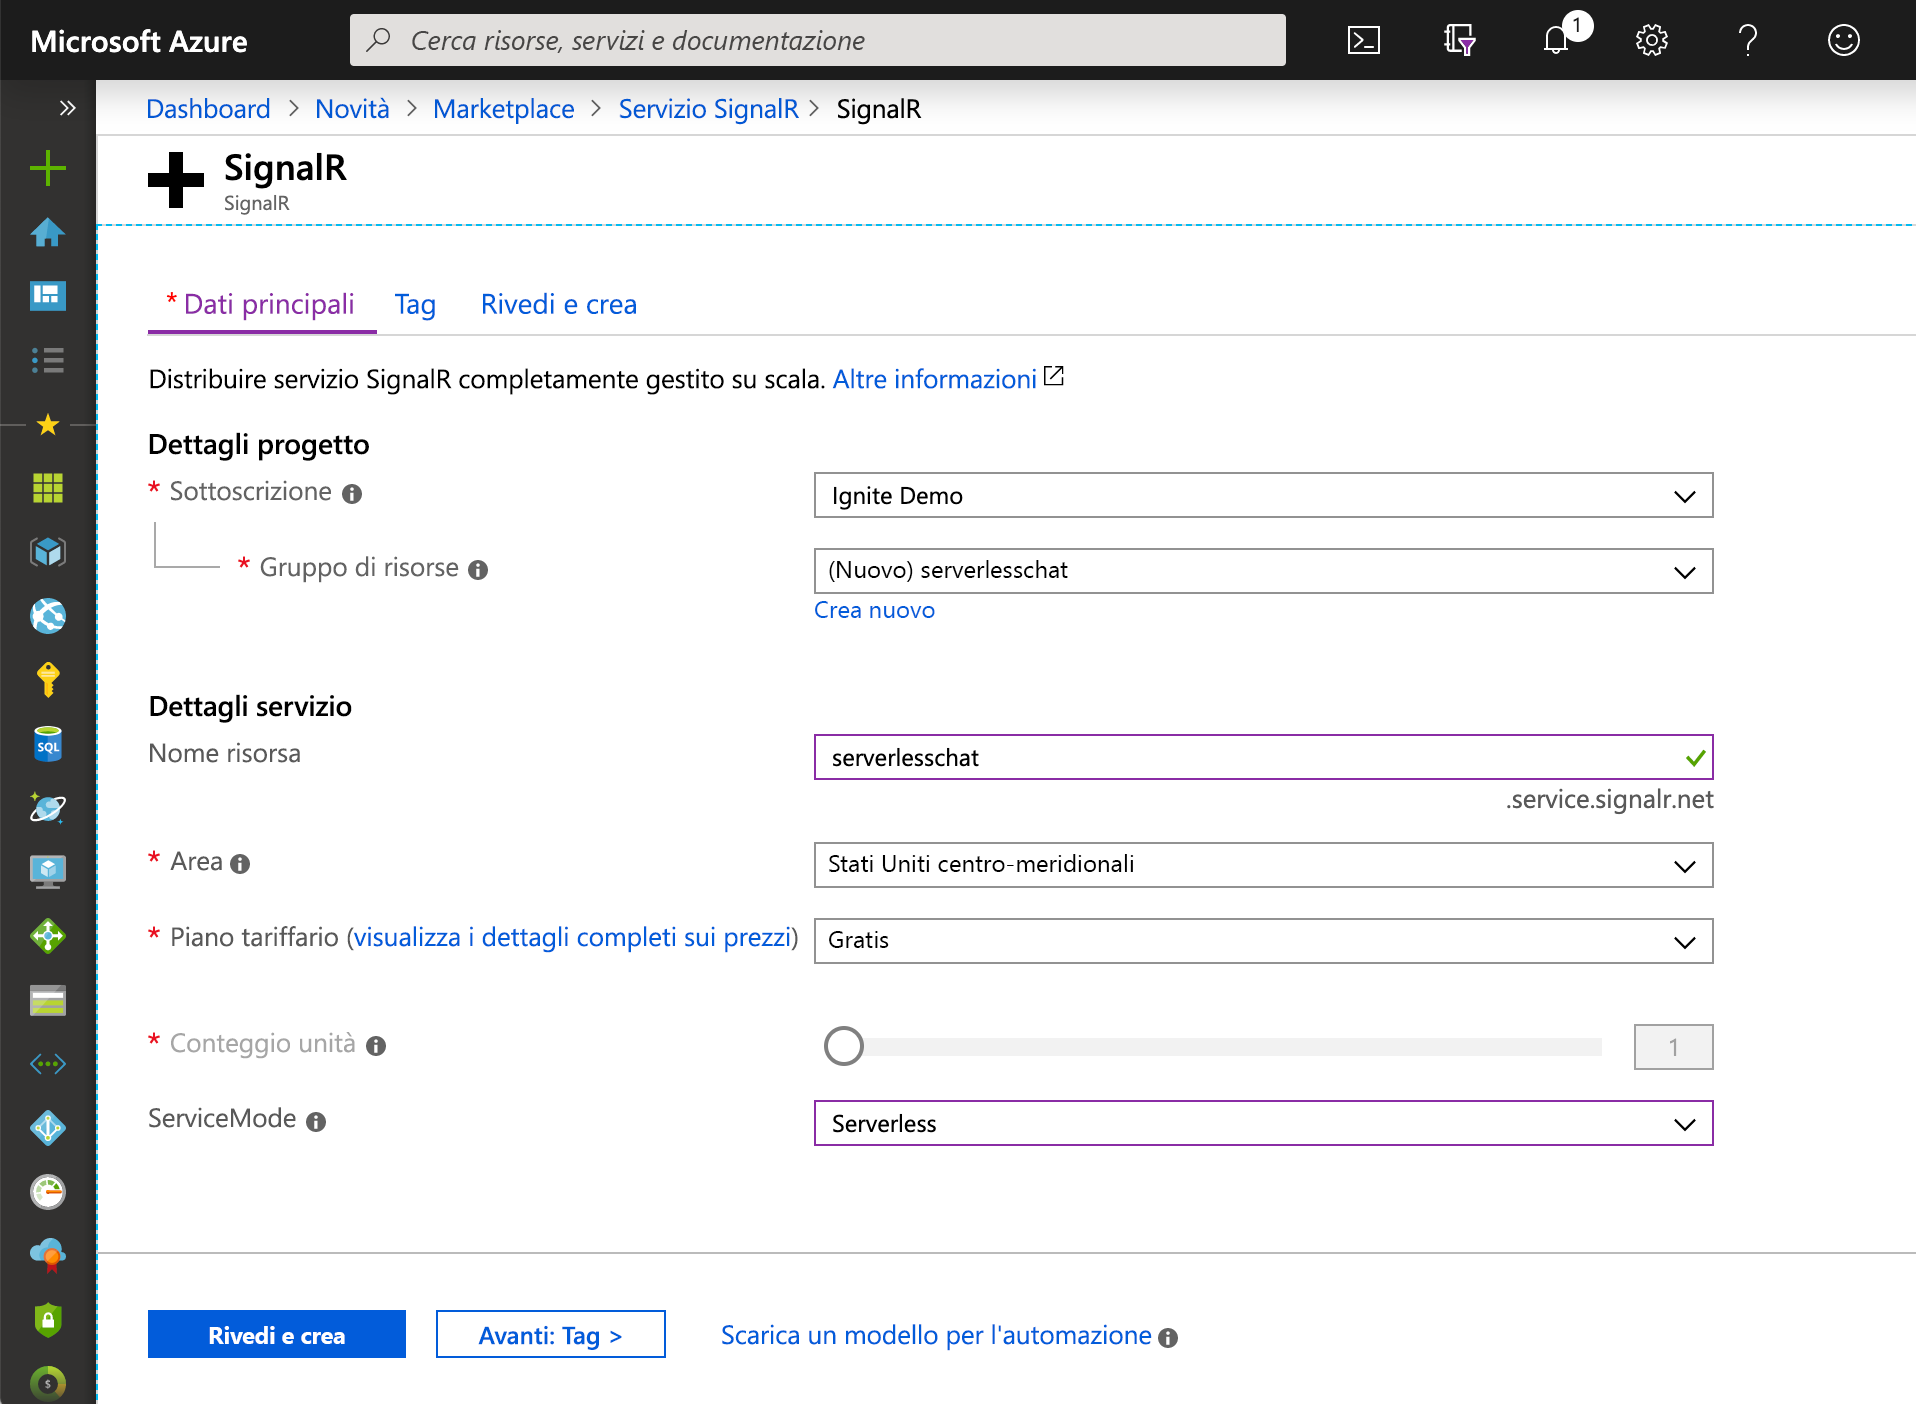 Microsoft Azure
Cerca risorse, servizi e documentazione
1
Dashboard > Novità > Marketplace > Servizio SignalR > SignalR
SignalR
SignalR
* Dati principali Tag Rivedi e crea
Distribuire servizio SignalR completamente gestito su scala. Altre informazioni
Dettagli progetto
* Sottoscrizione
Ignite Demo
* Gruppo di risorse
(Nuovo) serverlesschat
Crea nuovo
Dettagli servizio
Nome risorsa
serverlesschat
.service.signalr.net
* Area
Stati Uniti centro-meridionali
* Piano tariffario (visualizza i dettagli completi sui prezzi)
Gratis
* Conteggio unità
1
ServiceMode
Serverless
SQL
Rivedi e crea
Avanti: Tag >
Scarica un modello per l'automazione